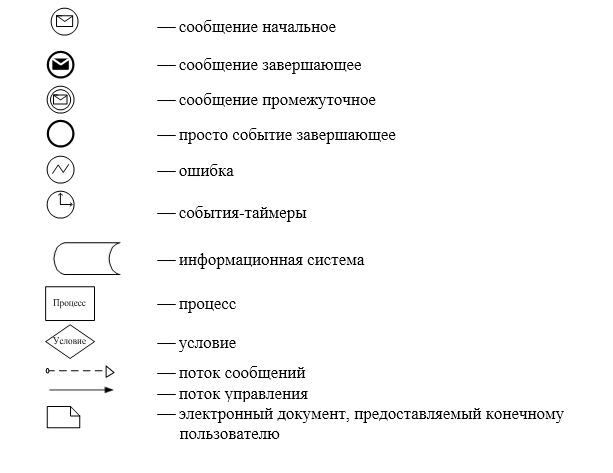 — сообщение начальное
— сообщение завершающее
— сообщение промежуточное
— просто событие завершающее
— ошибка
— события-таймеры
— информационная система
Процесс — процесс
Условие — условие
— поток сообщений
— поток управления
— электронный документ, предоставляемый конечному
пользователю